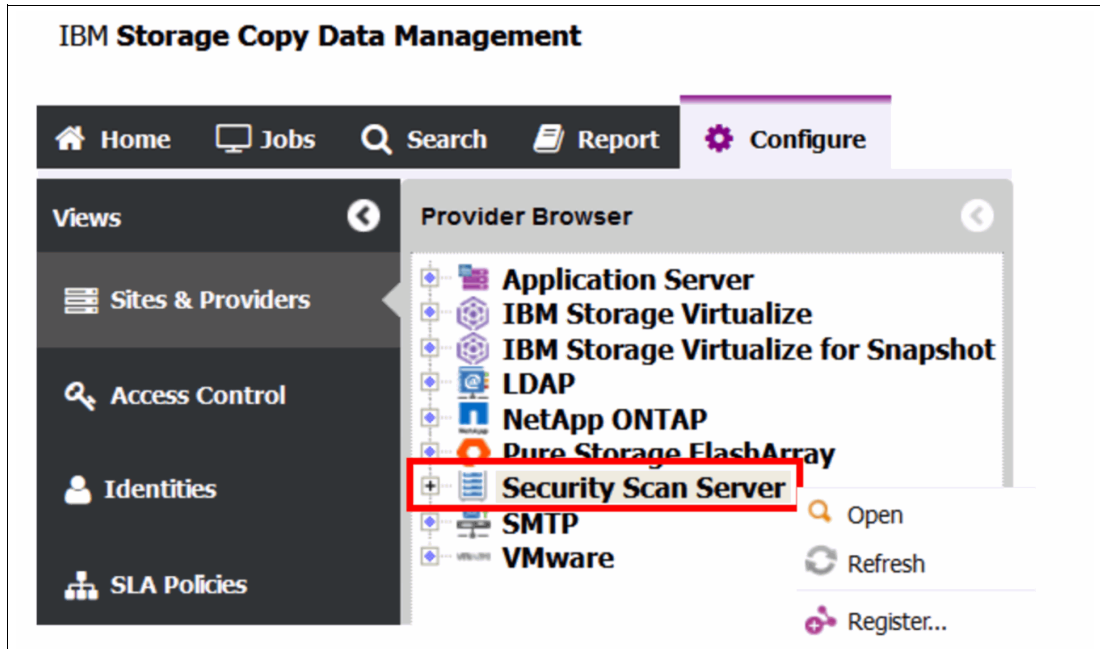 IBM Storage Copy Data Management
Home Jobs Search Report Configure
Views
Sites & Providers
Access Control
Identities
SLA Policies
Provider Browser
Application Server
IBM Storage Virtualize
IBM Storage Virtualize for Snapshot
LDAP
NetApp ONTAP
Pure Storage FlashArray
Security Scan Server
SMTP
VMware
Open
Refresh
Register...